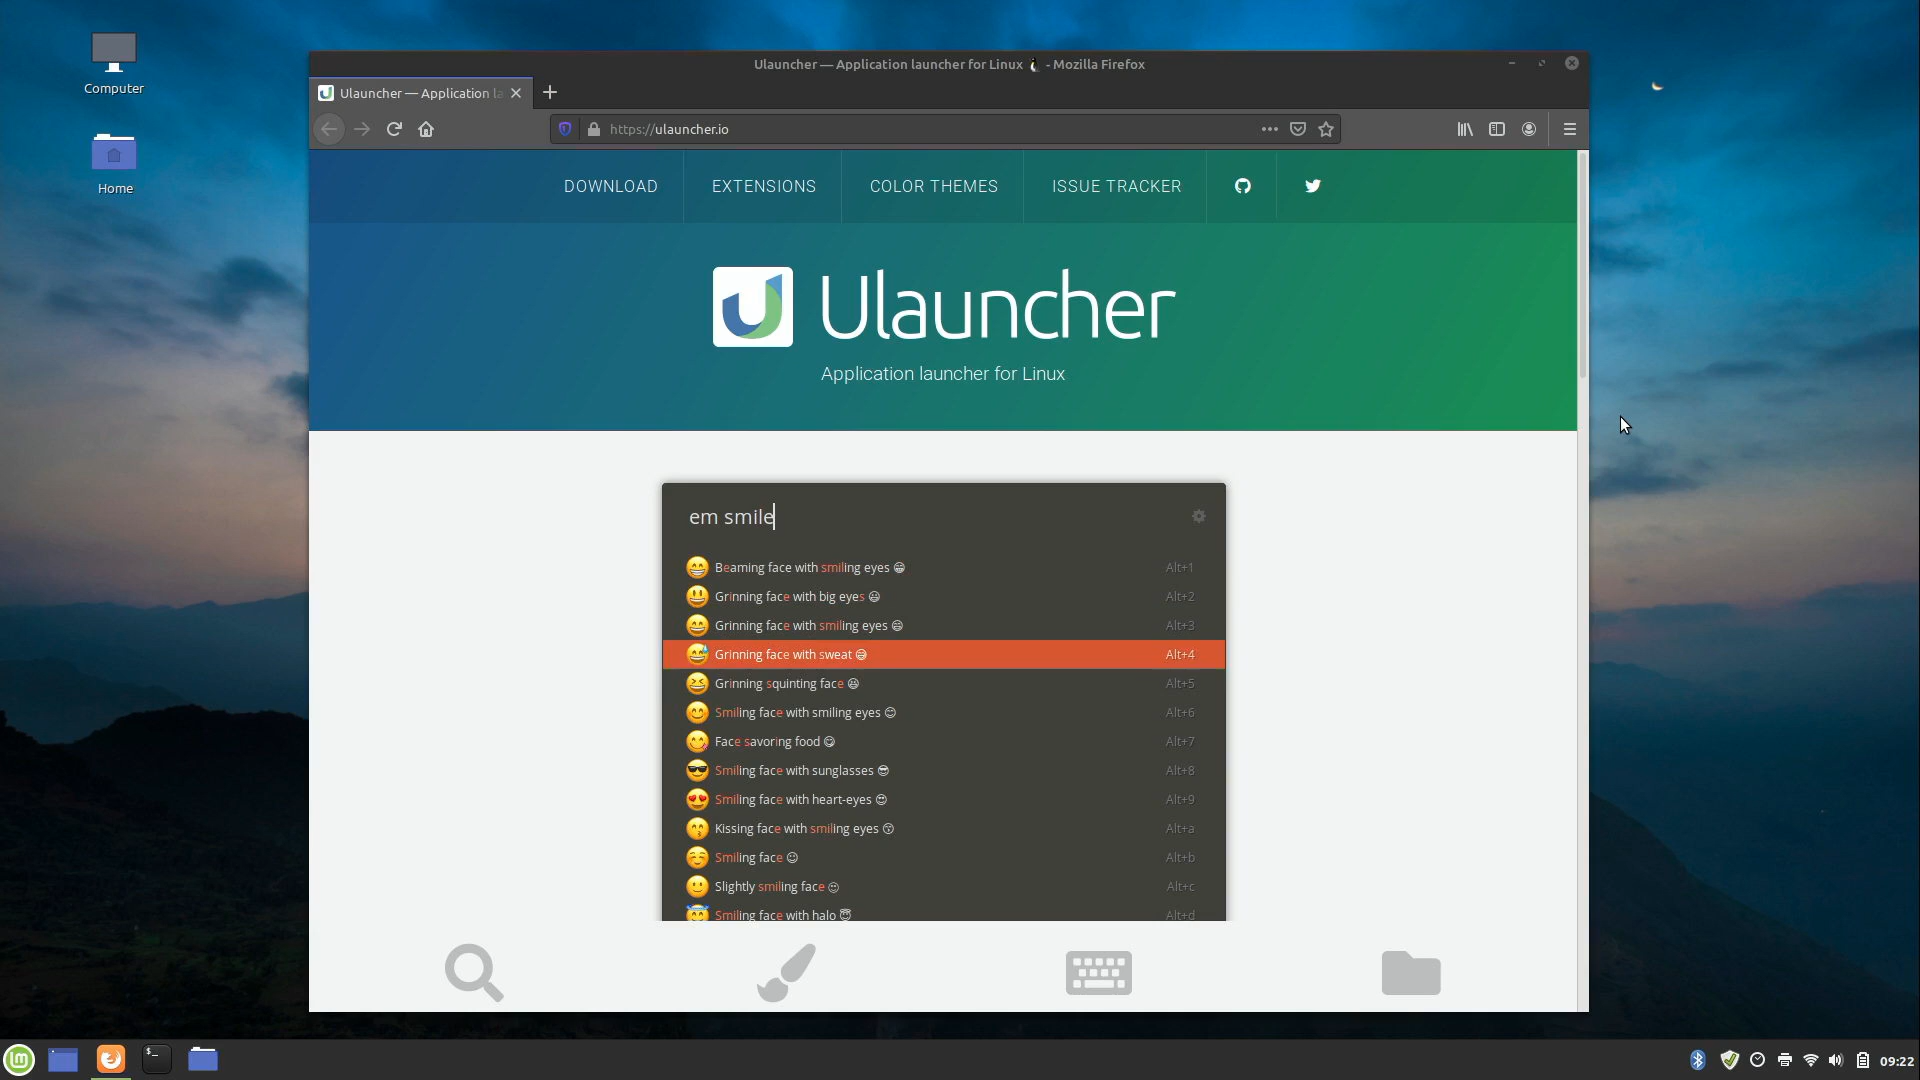 Computer
Home
Ulauncher — Application launcher for Linux 🐧 - Mozilla Firefox
Ulauncher — Application la
https://ulauncher.io
DOWNLOAD EXTENSIONS COLOR THEMES ISSUE TRACKER
Ulauncher
Application launcher for Linux
em smile
Beaming face with smiling eyes 😁 Alt+1
Grinning face with big eyes 😃 Alt+2
Grinning face with smiling eyes 😄 Alt+3
Grinning face with sweat 😅 Alt+4
Grinning squinting face 😆 Alt+5
Smiling face with smiling eyes 😊 Alt+6
Face savoring food 😋 Alt+7
Smiling face with sunglasses 😎 Alt+8
Smiling face with heart-eyes 😍 Alt+9
Kissing face with smiling eyes 😙 Alt+a
Smiling face ☺ Alt+b
Slightly smiling face 🙂 Alt+c
Smiling face with halo 😇 Alt+d
09:22